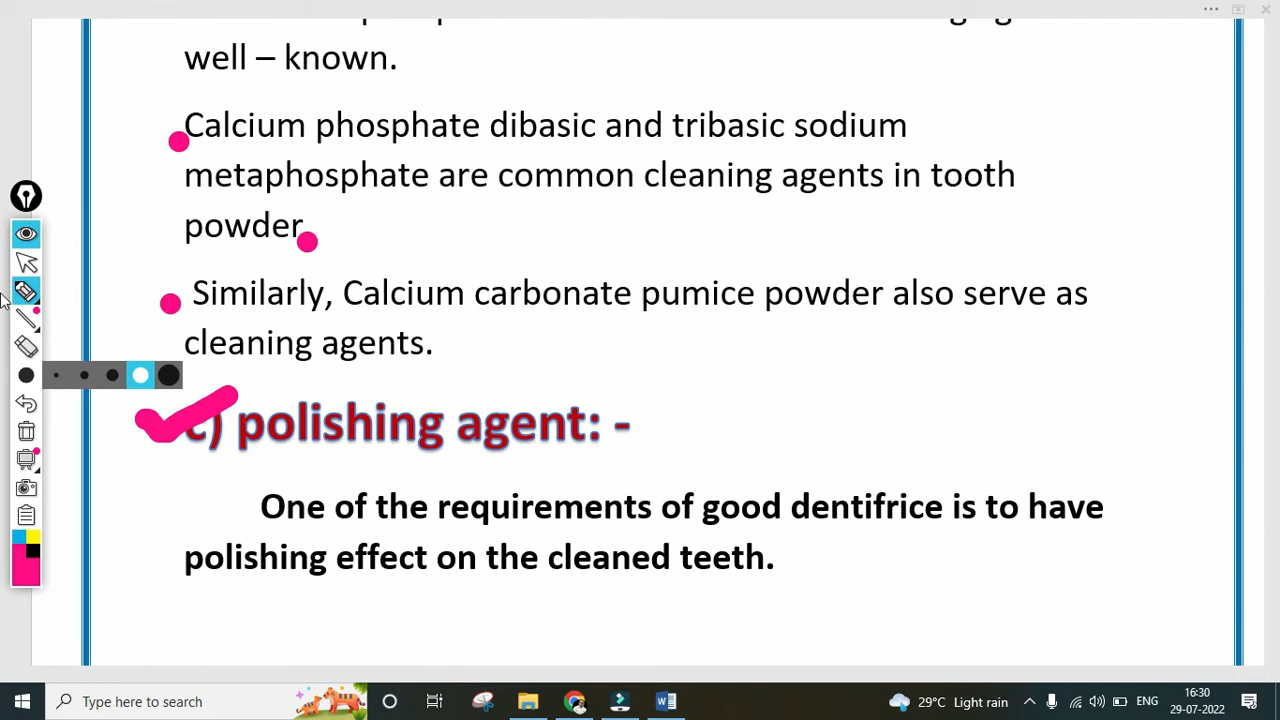 well – known.
Calcium phosphate dibasic and tribasic sodium
metaphosphate are common cleaning agents in tooth
powder
Similarly, Calcium carbonate pumice powder also serve as
cleaning agents.
c) polishing agent: -
One of the requirements of good dentifrice is to have
polishing effect on the cleaned teeth.
Type here to search
29°C Light rain
ENG
16:30
29-07-2022